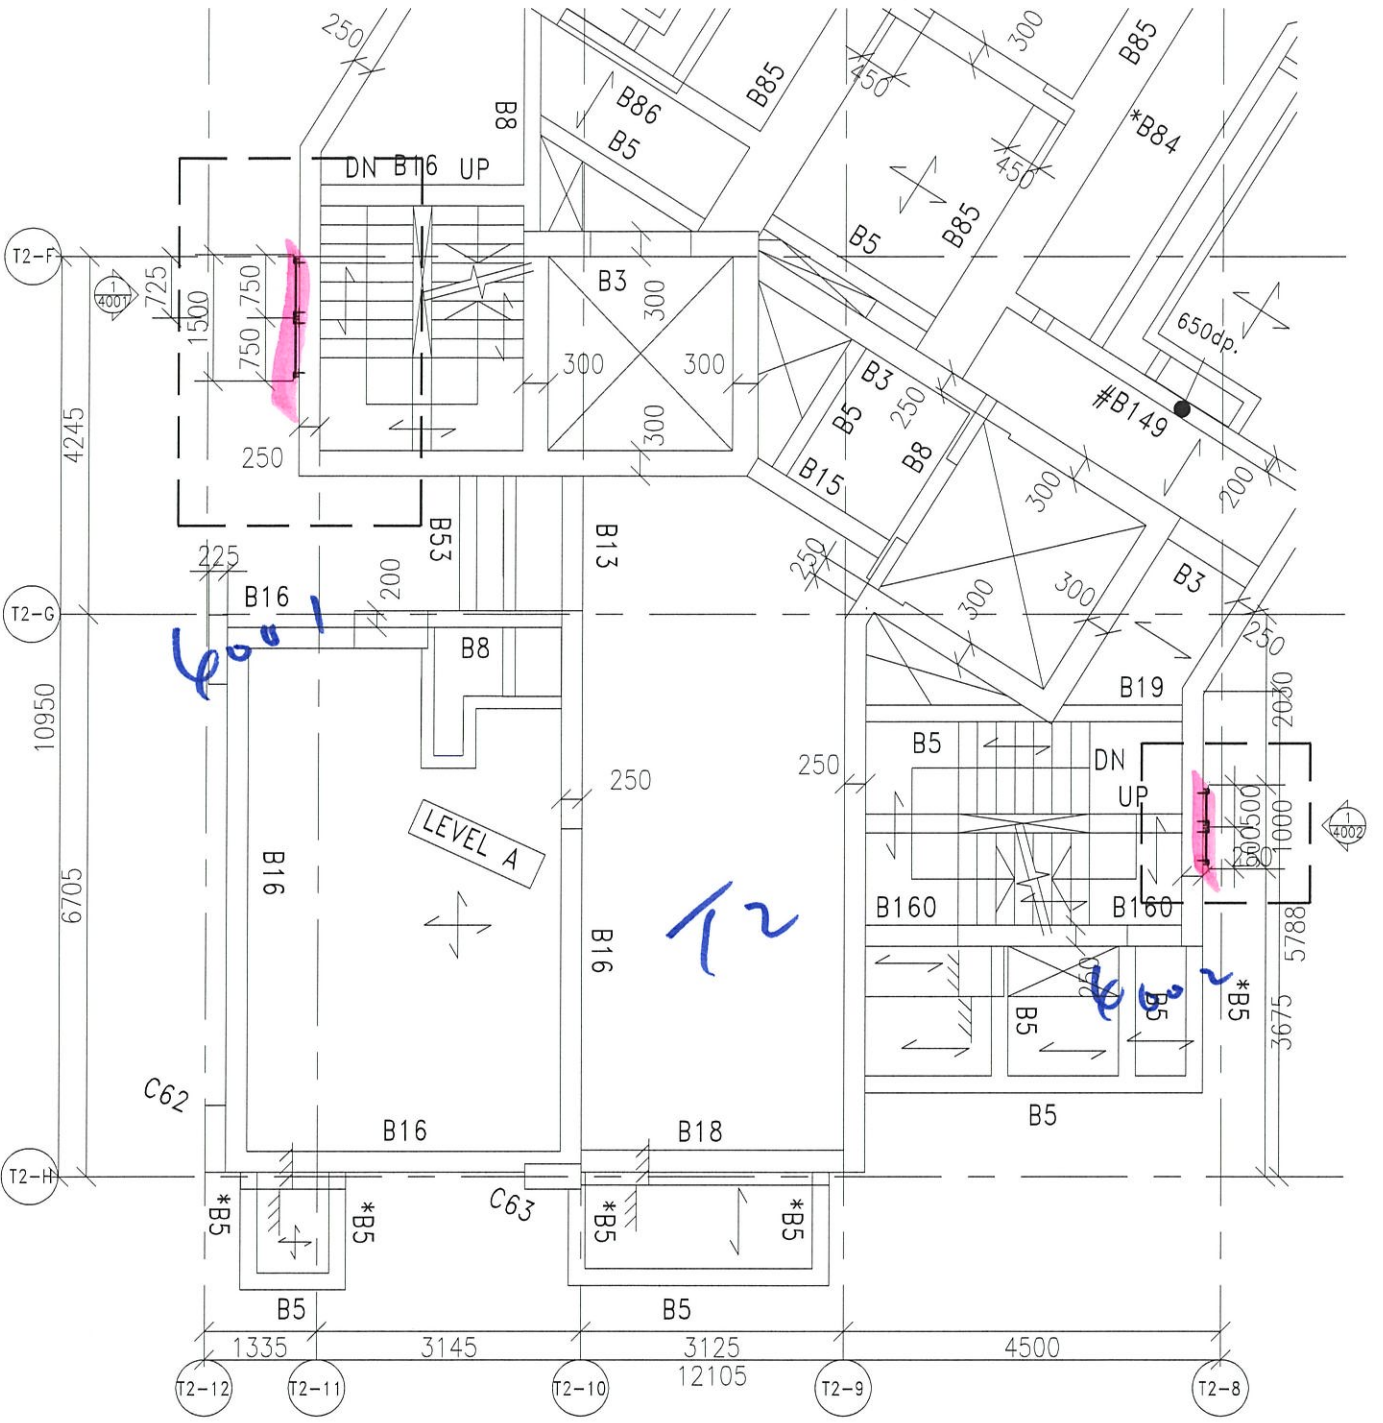 250
B8
B86
B5
B85
450
300
B85
*B84
450
B85
B5
DN B16 UP
T2-F
1
4001
725
1500
750
750
B3
300
300
300
300
250
4245
B3
250
B5
B8
B15
650dp.
#B149
200
300
250
300
300
B3
250
B53
B13
225
200
B16
T2-G
B8
10950
6705
B19
2030
B5
DN
UP
250
250
500
500
1000
250
1
4002
LEVEL A
B16
B16
T2
B160
B160
250
5788
3675
B5
B5
*B5
B5
C62
B16
B18
T2-H
*B5
*B5
C63
*B5
*B5
B5
B5
1335
3145
3125
4500
12105
T2-12
T2-11
T2-10
T2-9
T2-8